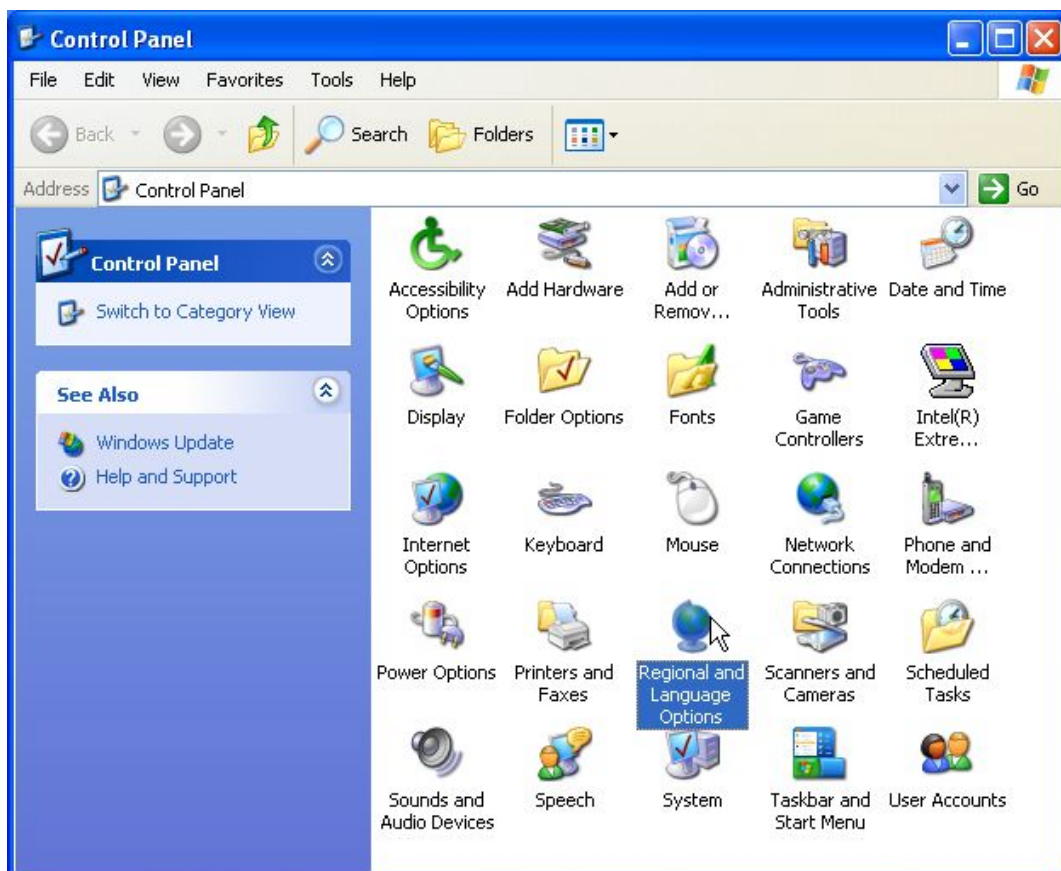 Control Panel
File Edit View Favorites Tools Help
Back Search Folders
Address Control Panel Go
Control Panel
Switch to Category View
See Also
Windows Update
Help and Support
Accessibility Options
Add Hardware
Add or Remov...
Administrative Tools
Date and Time
Display
Folder Options
Fonts
Game Controllers
Intel(R) Extre...
Internet Options
Keyboard
Mouse
Network Connections
Phone and Modem ...
Power Options
Printers and Faxes
Regional and Language Options
Scanners and Cameras
Scheduled Tasks
Sounds and Audio Devices
Speech
System
Taskbar and Start Menu
User Accounts